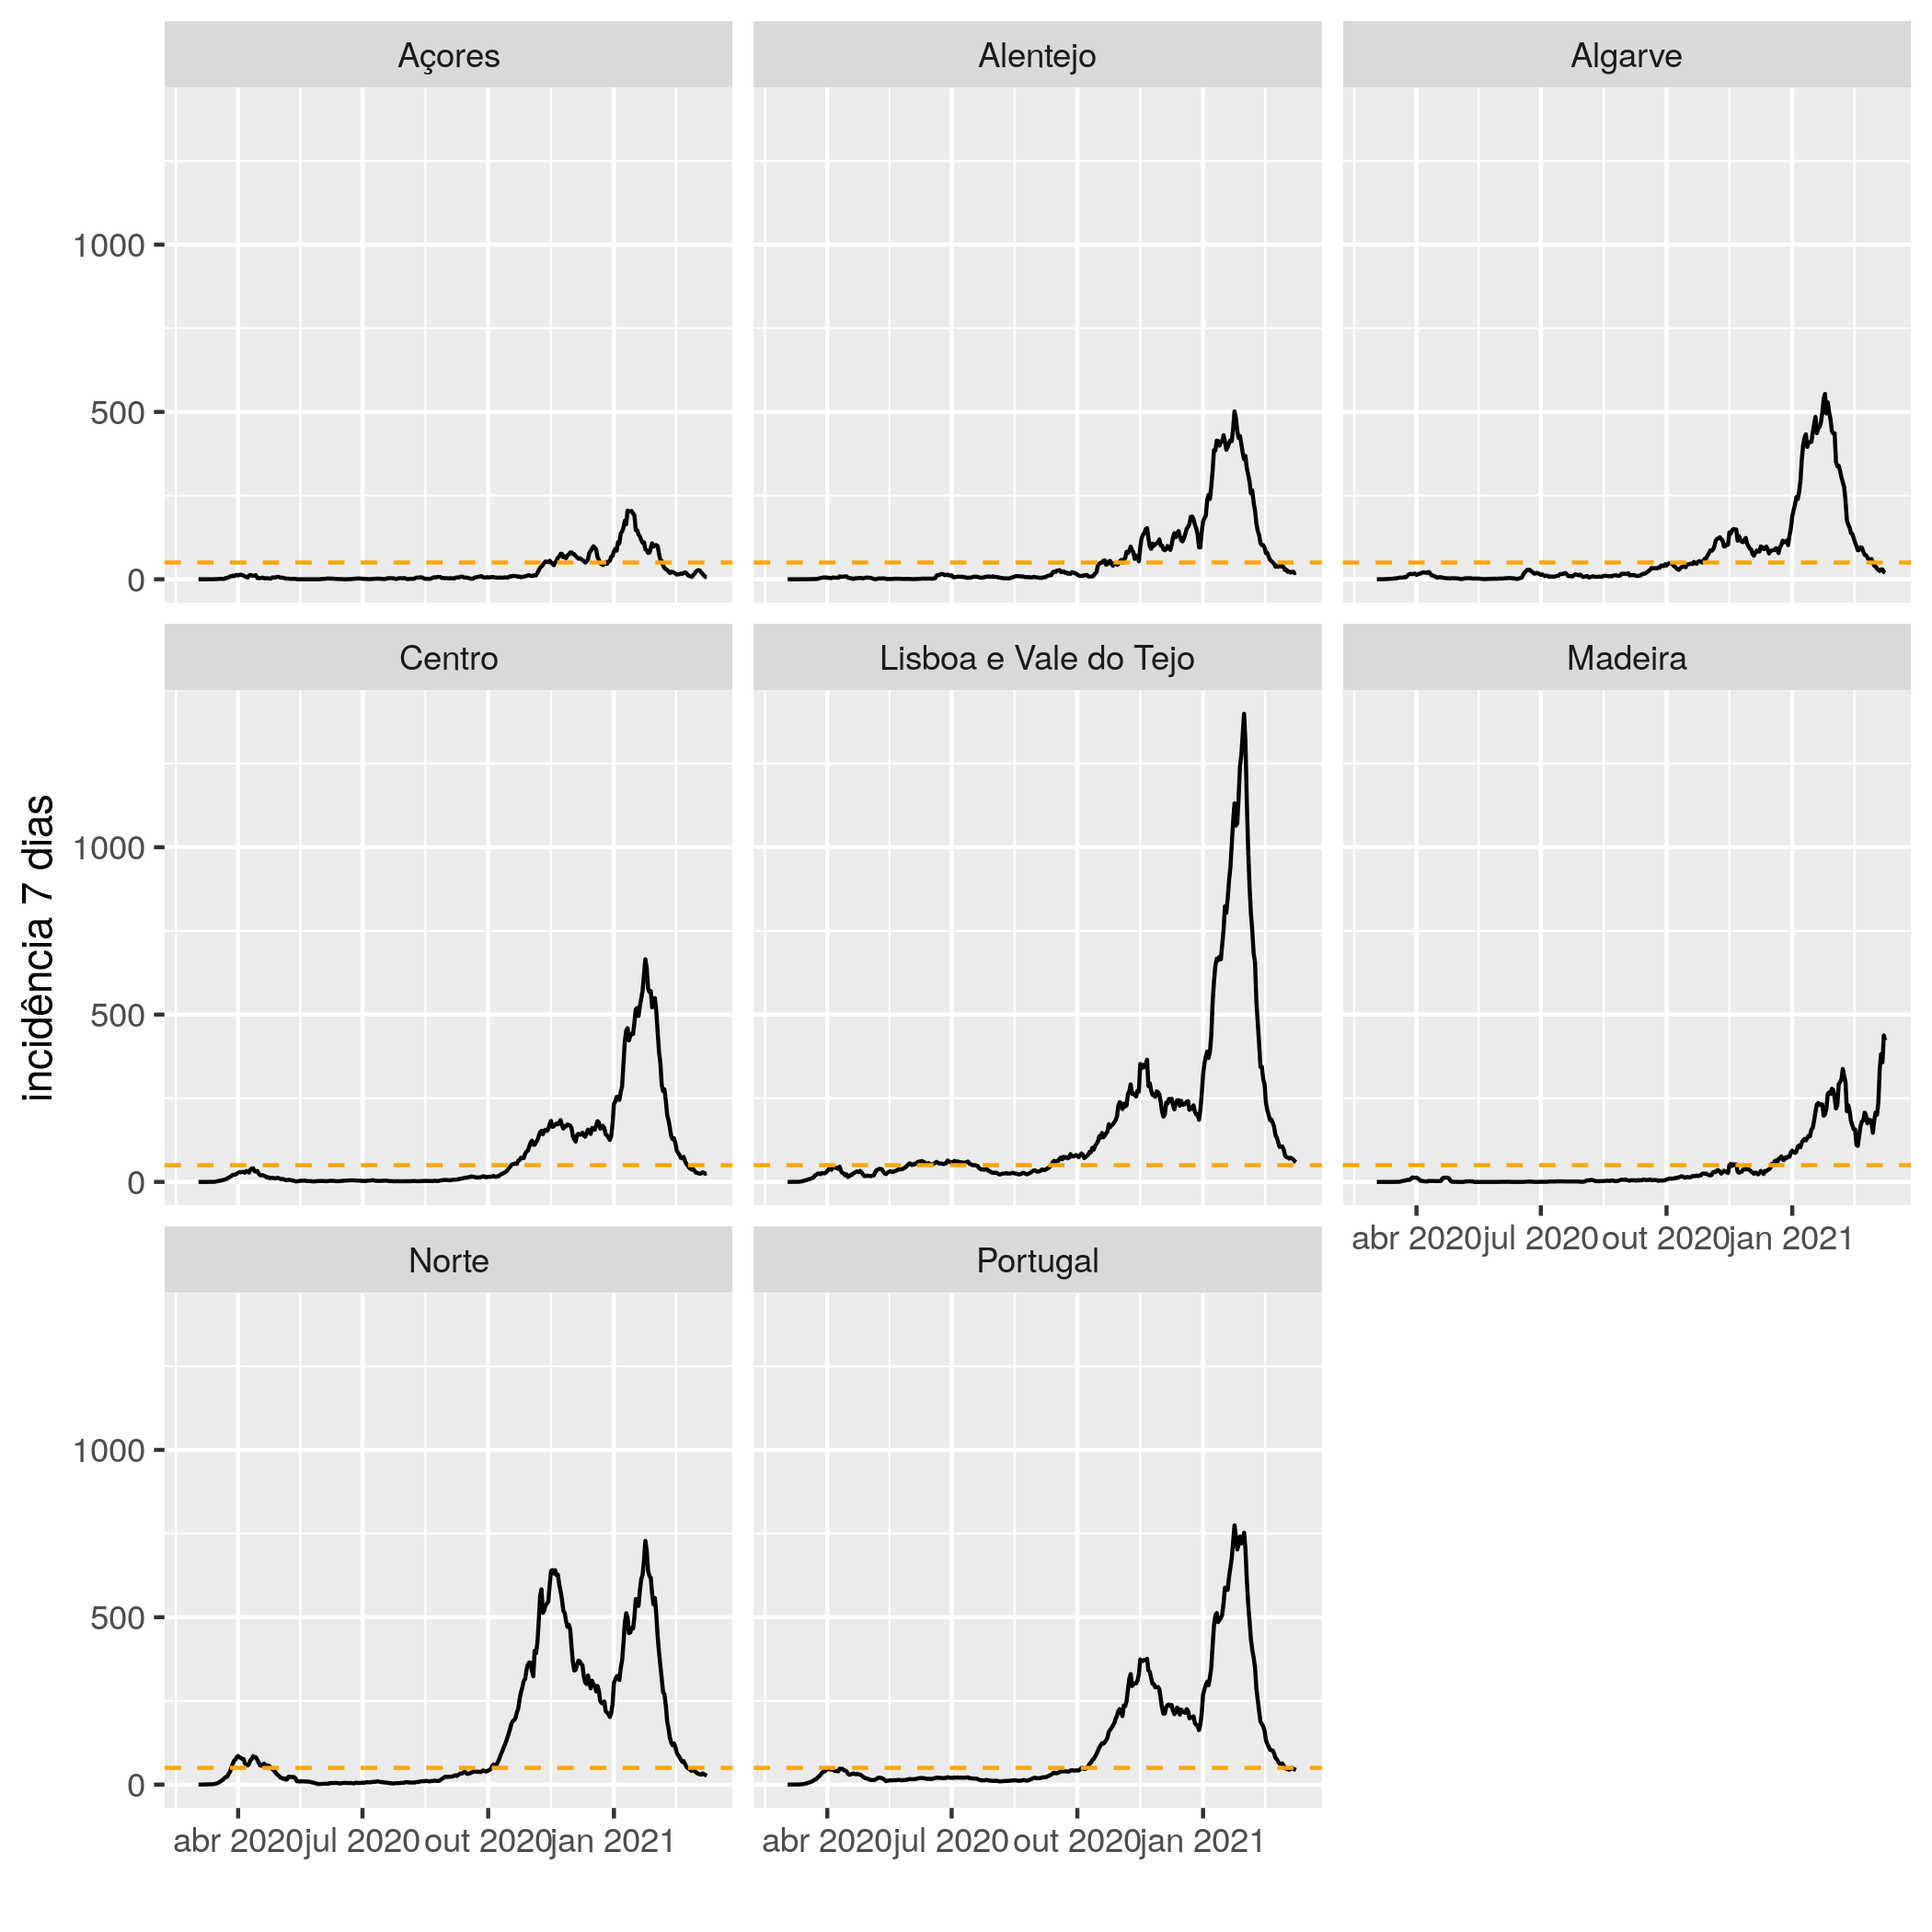 Açores
Alentejo
Algarve
1000
500
0
Centro
Lisboa e Vale do Tejo
Madeira
incidência 7 dias
1000
500
0
abr 2020 jul 2020 out 2020 jan 2021
Norte
Portugal
1000
500
0
abr 2020 jul 2020 out 2020 jan 2021
abr 2020 jul 2020 out 2020 jan 2021